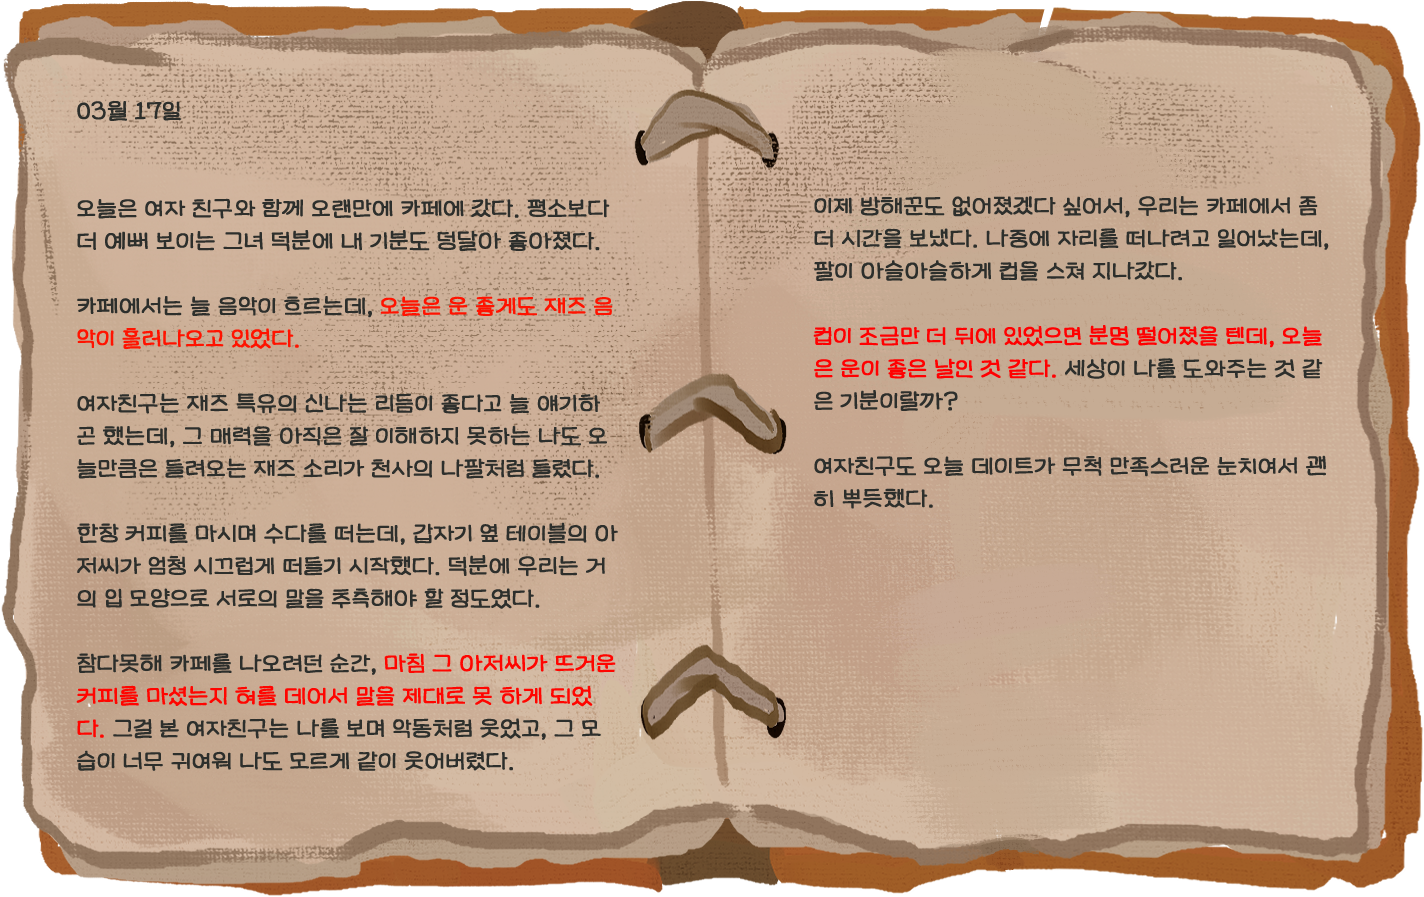 03월 17일
오늘은 여자 친구와 함께 오랜만에 카페에 갔다. 평소보다
더 예뻐 보이는 그녀 덕분에 내 기분도 덩달아 좋아졌다.
카페에서는 늘 음악이 흐르는데, 오늘은 운 좋게도 재즈 음
악이 흘러나오고 있었다.
여자친구는 재즈 특유의 신나는 리듬이 좋다고 늘 얘기하
곤 했는데, 그 매력을 아직은 잘 이해하지 못하는 나도 오
늘만큼은 들려오는 재즈 소리가 천사의 나팔처럼 들렸다.
한창 커피를 마시며 수다를 떠는데, 갑자기 옆 테이블의 아
저씨가 엄청 시끄럽게 떠들기 시작했다. 덕분에 우리는 거
의 입 모양으로 서로의 말을 추측해야 할 정도였다.
참다못해 카페를 나오려던 순간, 마침 그 아저씨가 뜨거운
커피를 마셨는지 혀를 데어서 말을 제대로 못 하게 되었
다. 그걸 본 여자친구는 나를 보며 악동처럼 웃었고, 그 모
습이 너무 귀여워 나도 모르게 같이 웃어버렸다.
이제 방해꾼도 없어졌겠다 싶어서, 우리는 카페에서 좀
더 시간을 보냈다. 나중에 자리를 떠나려고 일어났는데,
팔이 아슬아슬하게 컵을 스쳐 지나갔다.
컵이 조금만 더 뒤에 있었으면 분명 떨어졌을 텐데, 오늘
은 운이 좋은 날인 것 같다. 세상이 나를 도와주는 것 같
은 기분이랄까?
여자친구도 오늘 데이트가 무척 만족스러운 눈치여서 괜
히 뿌듯했다.